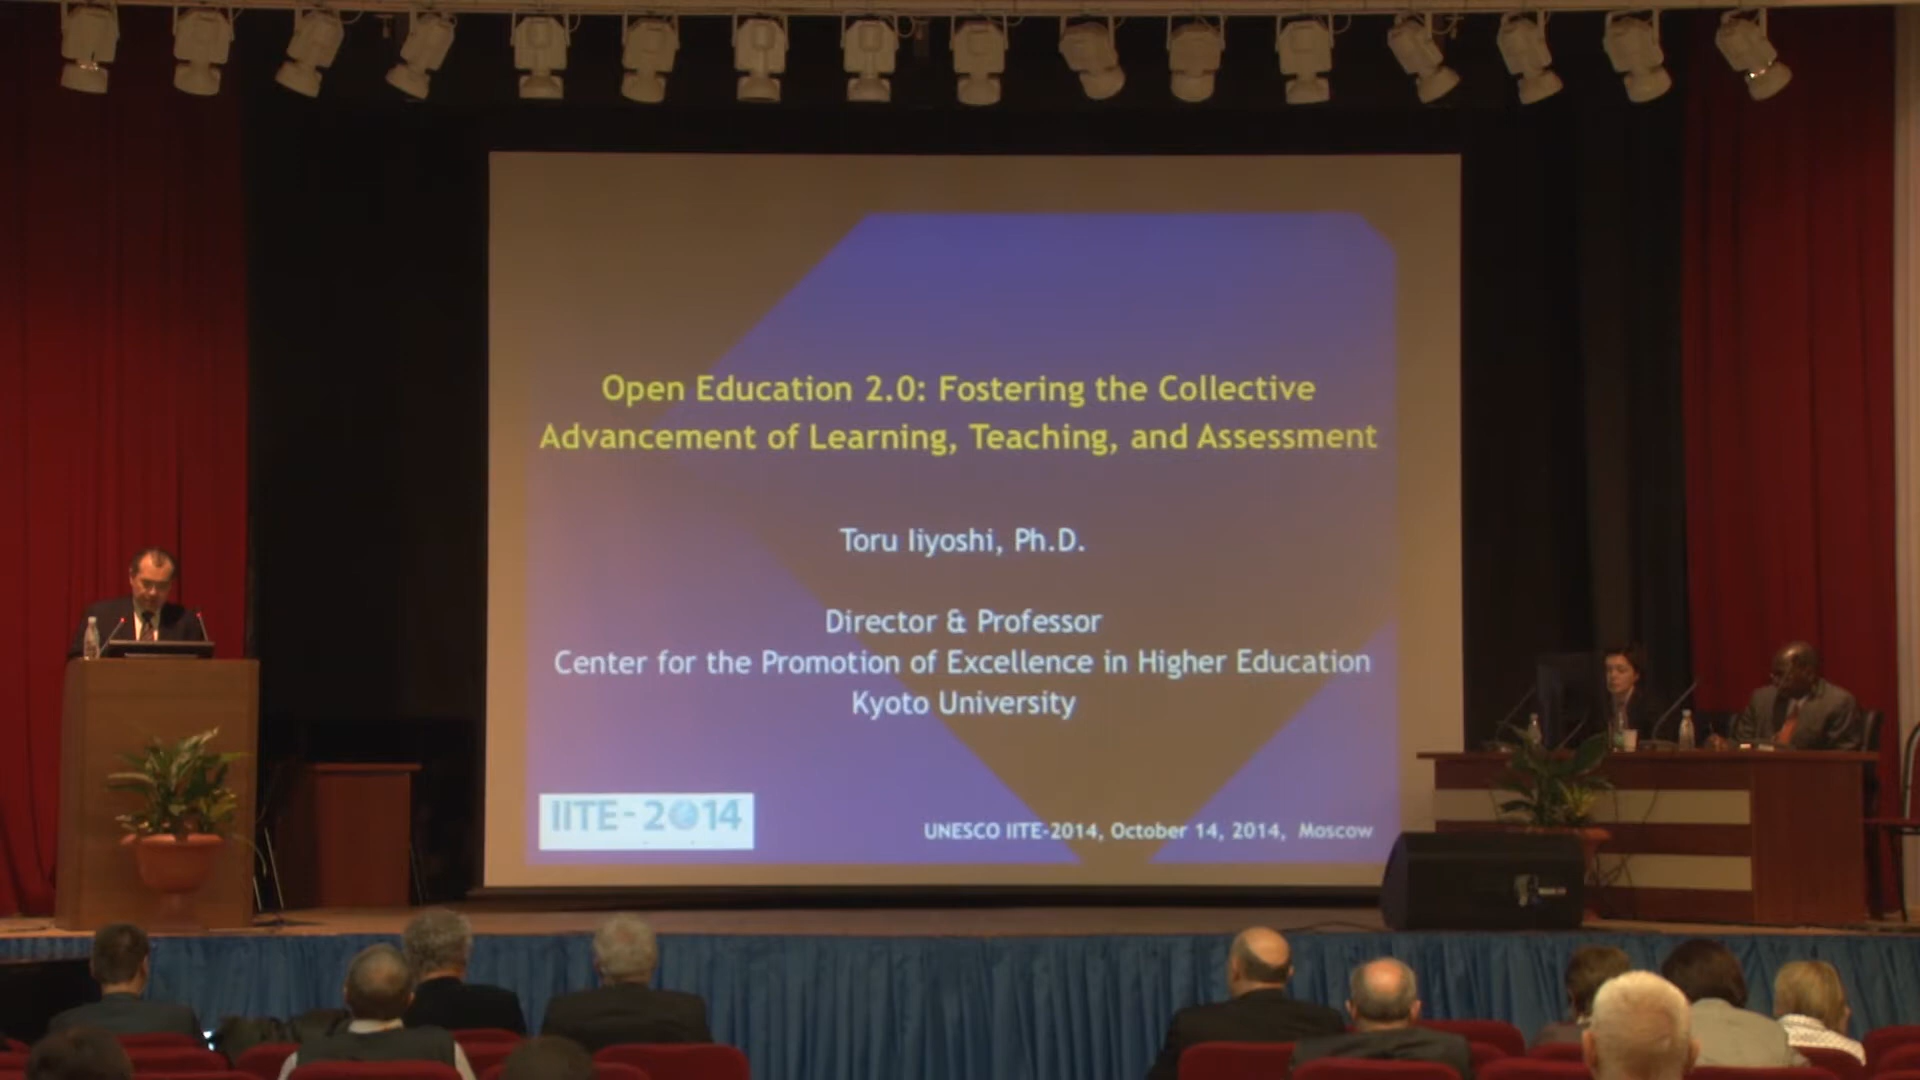 Open Education 2.0: Fostering the Collective
Advancement of Learning, Teaching, and Assessment
Toru Iiyoshi, Ph.D.
Director & Professor
Center for the Promotion of Excellence in Higher Education
Kyoto University
IITE-2014
UNESCO IITE-2014, October 14, 2014, Moscow